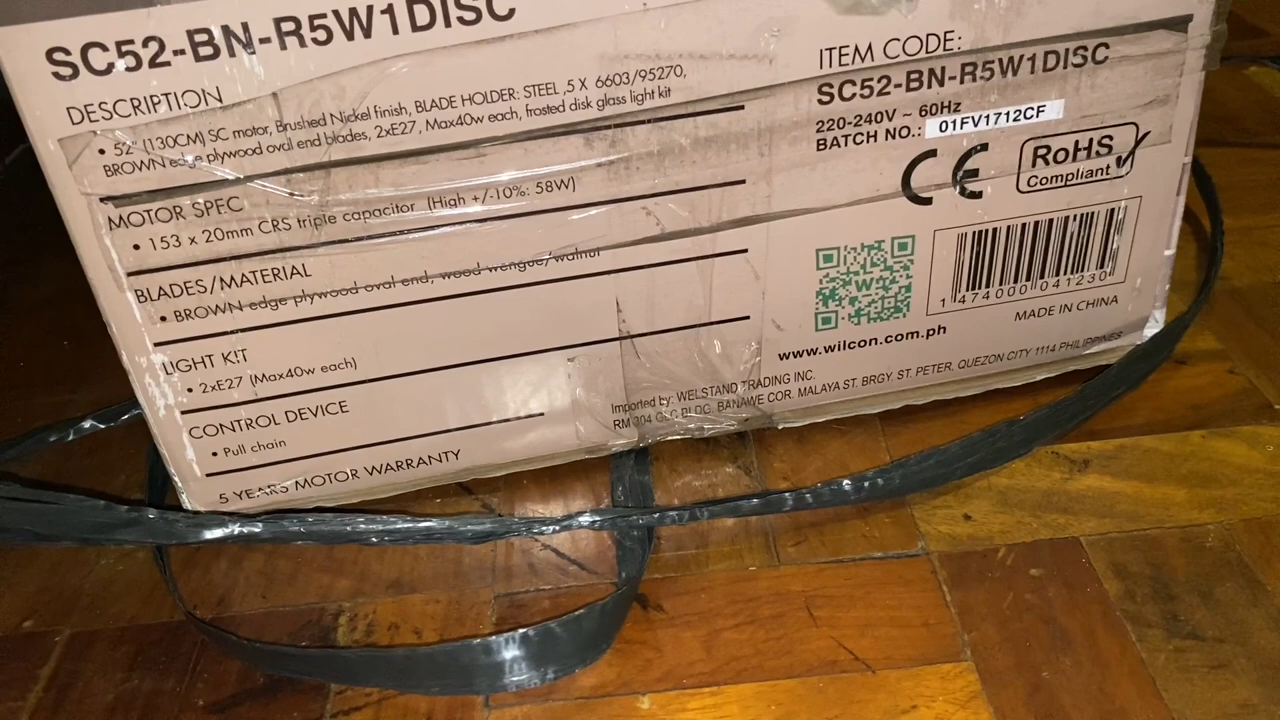 SC52-BN-R5W1DISC
DESCRIPTION
• 52" (130CM) SC motor, Brushed Nickel finish, BLADE HOLDER: STEEL ,5 X 6603/95270,
BROWN edge plywood oval end blades, 2xE27 , Max40w each, frosted disk glass light kit
MOTOR SPEC
• 153 x 20mm CRS triple capacitor (High +/-10%: 58W)
BLADES/MATERIAL
• BROWN edge plywood oval end, wood wengue/walnut
LIGHT KIT
• 2xE27 (Max40w each)
CONTROL DEVICE
• Pull chain
5 YEARS MOTOR WARRANTY
ITEM CODE:
SC52-BN-R5W1DISC
220-240V ~ 60Hz
BATCH NO.: 01FV1712CF
CE
RoHS
Compliant
W
1 474000 041230
MADE IN CHINA
www.wilcon.com.ph
Imported by: WELSTAND TRADING INC.
RM 304 GLC BLDG. BANAWE COR. MALAYA ST. BRGY. ST. PETER, QUEZON CITY 1114 PHILIPPINES